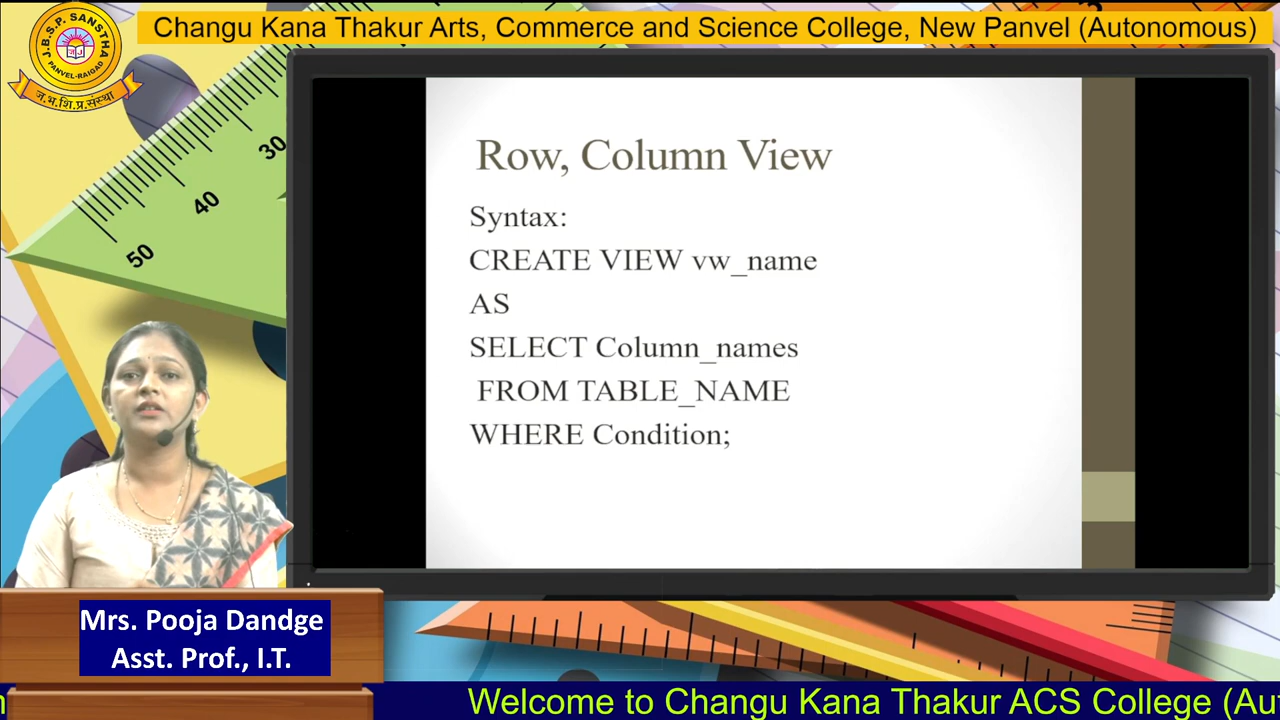 J.B.S.P. SANSTHA
PANVEL-RAIGAD
ज.भ.शि.प्र.संस्था
Changu Kana Thakur Arts, Commerce and Science College, New Panvel (Autonomous)
30
40
50
Row, Column View
Syntax:
CREATE VIEW vw_name
AS
SELECT Column_names
FROM TABLE_NAME
WHERE Condition;
Mrs. Pooja Dandge
Asst. Prof., I.T.
Welcome to Changu Kana Thakur ACS College (Au